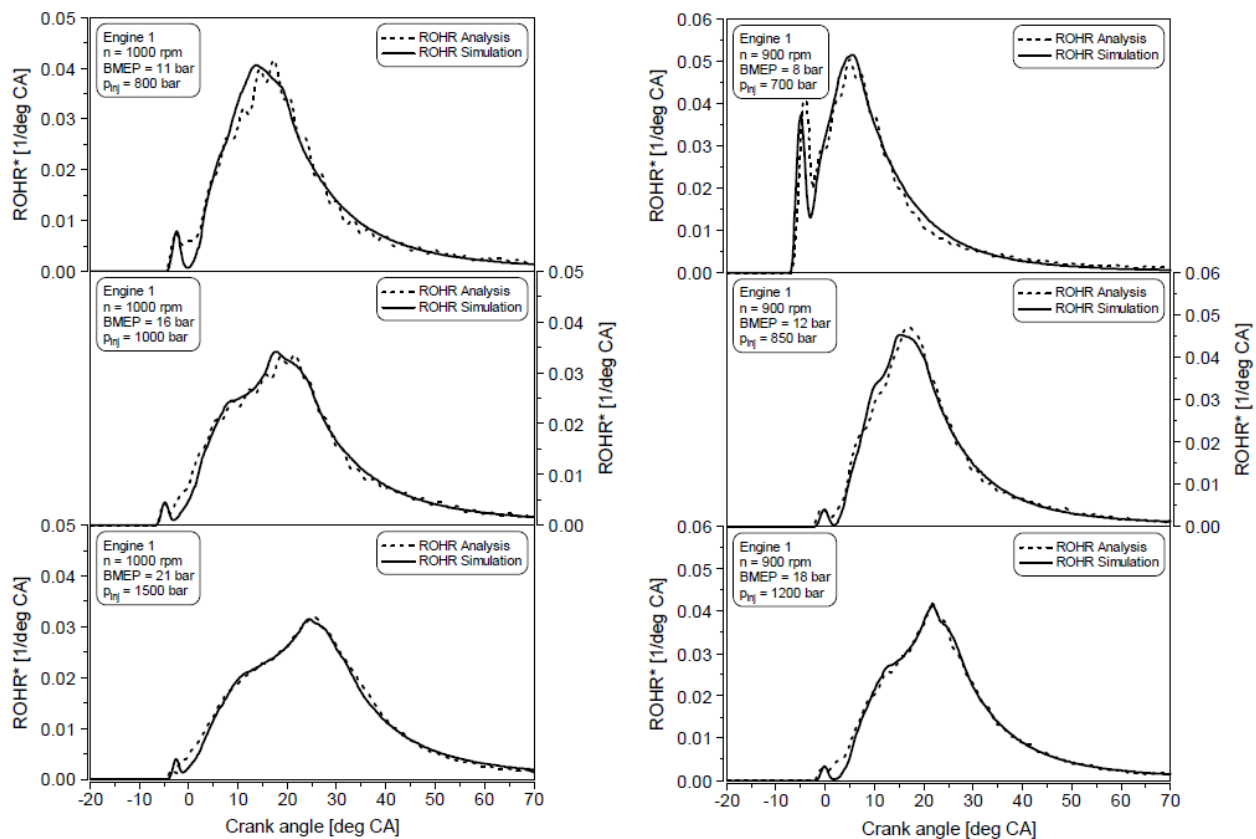 0.05
0.04
0.03
0.02
0.01
0.00
ROHR* [1/deg CA]
Engine 1
n = 1000 rpm
BMEP = 11 bar
pInj = 800 bar
ROHR Analysis
ROHR Simulation
0.05
0.04
0.03
0.02
0.01
0.00
ROHR* [1/deg CA]
Engine 1
n = 1000 rpm
BMEP = 16 bar
pInj = 1000 bar
ROHR Analysis
ROHR Simulation
0.05
0.04
0.03
0.02
0.01
0.00
ROHR* [1/deg CA]
Engine 1
n = 1000 rpm
BMEP = 21 bar
pInj = 1500 bar
ROHR Analysis
ROHR Simulation
-20 -10 0 10 20 30 40 50 60 70
Crank angle [deg CA]
0.06
0.05
0.04
0.03
0.02
0.01
0.00
ROHR* [1/deg CA]
Engine 1
n = 900 rpm
BMEP = 8 bar
pInj = 700 bar
ROHR Analysis
ROHR Simulation
0.06
0.05
0.04
0.03
0.02
0.01
0.00
ROHR* [1/deg CA]
Engine 1
n = 900 rpm
BMEP = 12 bar
pInj = 850 bar
ROHR Analysis
ROHR Simulation
0.06
0.05
0.04
0.03
0.02
0.01
0.00
ROHR* [1/deg CA]
Engine 1
n = 900 rpm
BMEP = 18 bar
pInj = 1200 bar
ROHR Analysis
ROHR Simulation
-20 -10 0 10 20 30 40 50 60 70
Crank angle [deg CA]